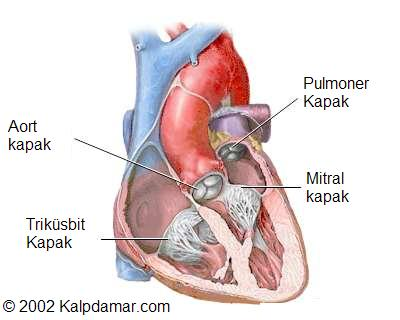 Pulmoner
Kapak
Aort
kapak
Mitral
kapak
Triküsbit
Kapak
© 2002 Kalpdamar.com